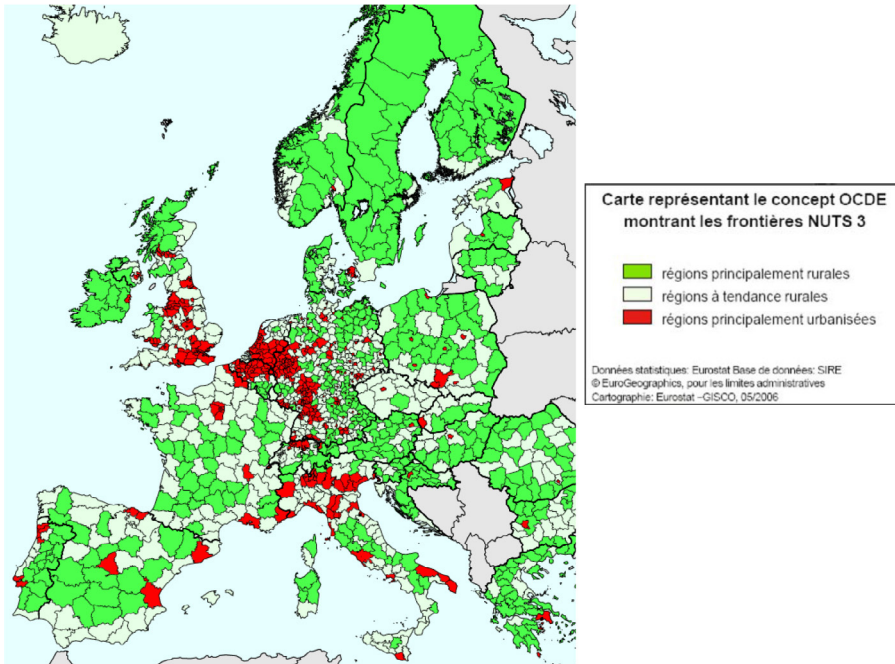 Carte représentant le concept OCDE
montrant les frontières NUTS 3
régions principalement rurales
régions à tendance rurales
régions principalement urbanisées
Données statistiques: Eurostat Base de données: SIRE
© EuroGeographics, pour les limites administratives
Cartographie: Eurostat –GISCO, 05/2006